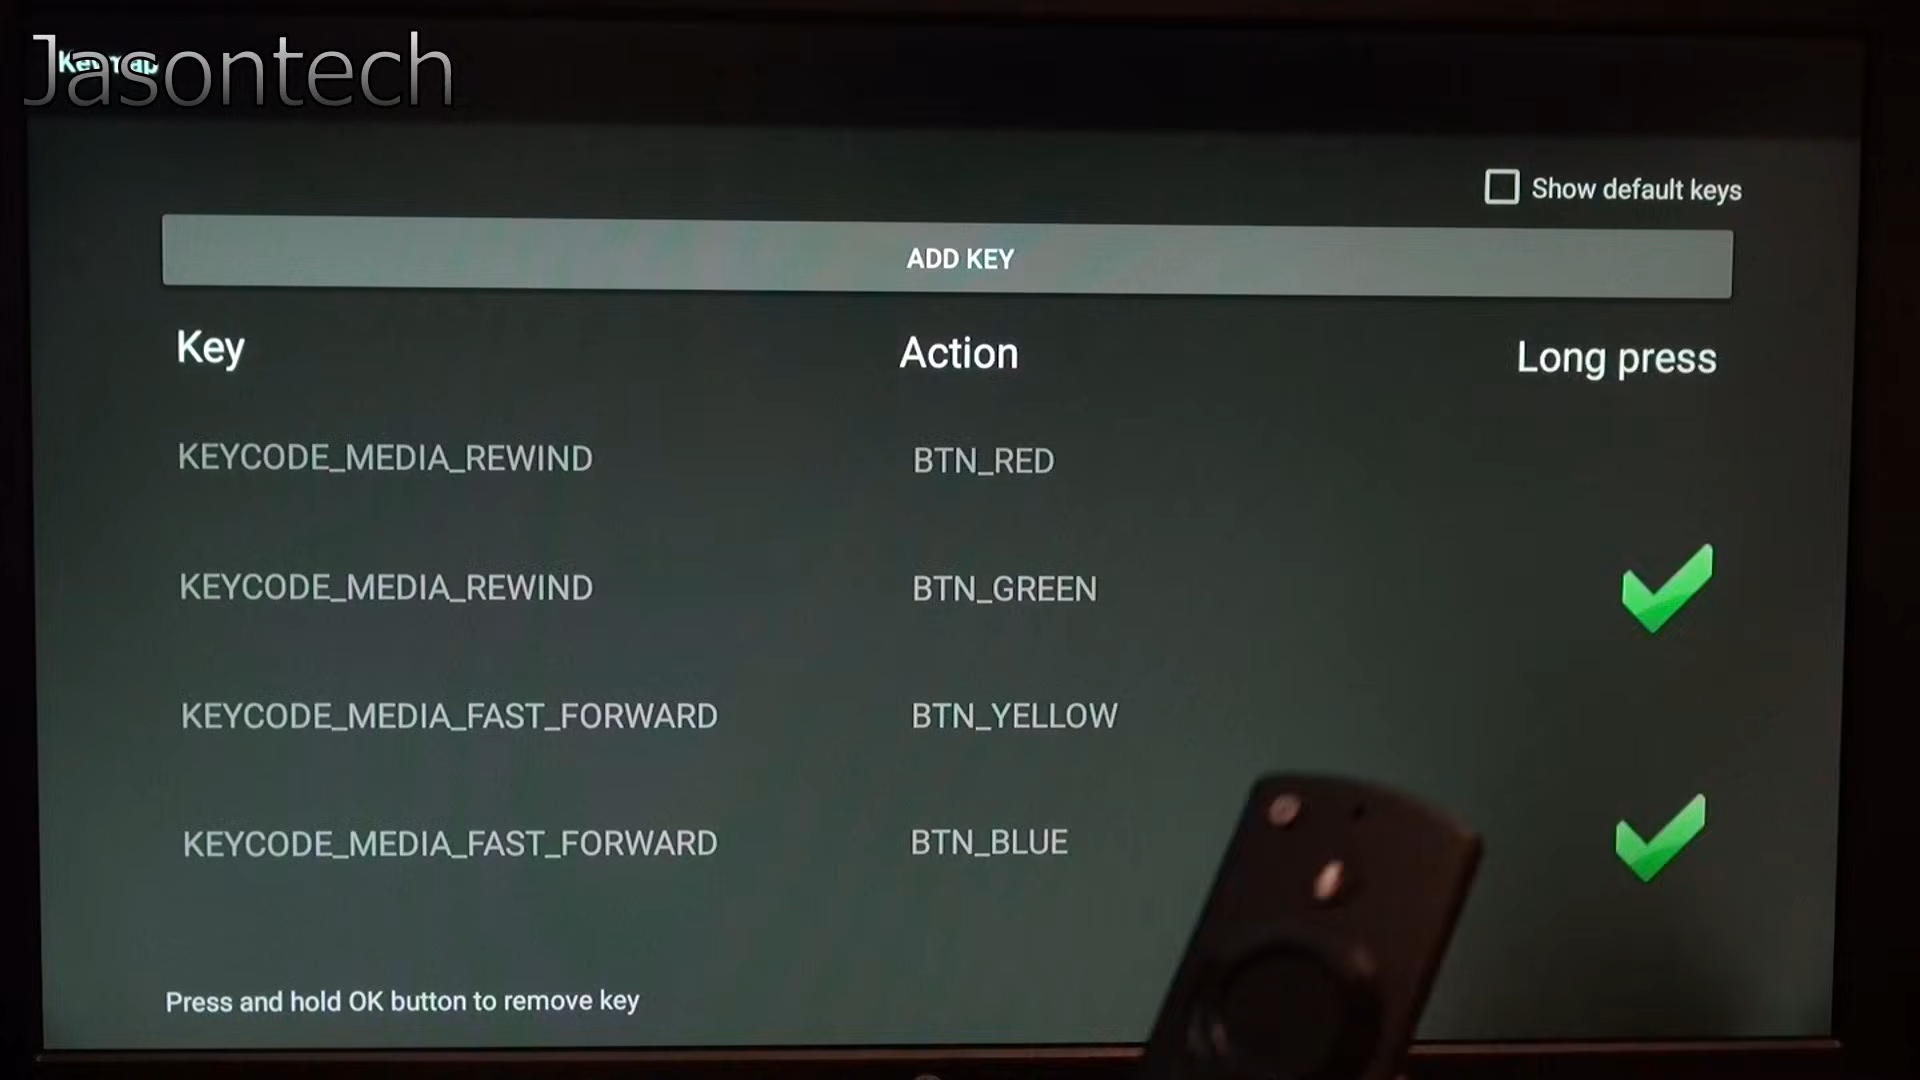 Jasontech
Keymap
Show default keys
ADD KEY
Key Action Long press
KEYCODE_MEDIA_REWIND BTN_RED
KEYCODE_MEDIA_REWIND BTN_GREEN
KEYCODE_MEDIA_FAST_FORWARD BTN_YELLOW
KEYCODE_MEDIA_FAST_FORWARD BTN_BLUE
Press and hold OK button to remove key